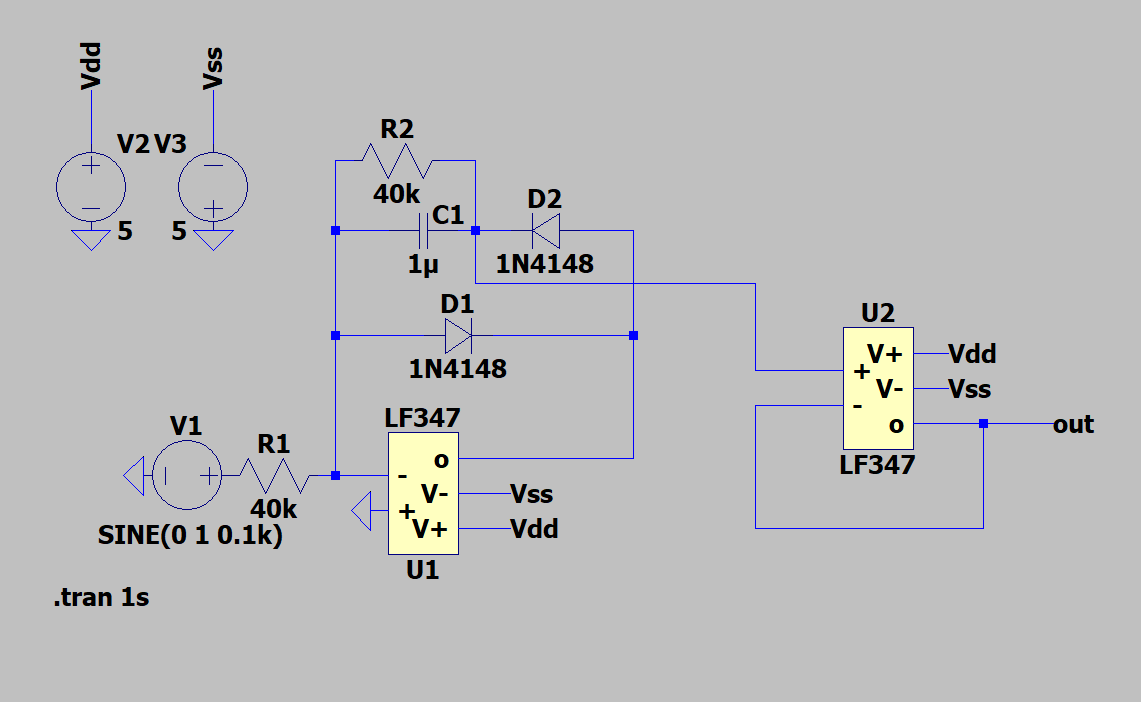 Vdd
Vss
V2
V3
5
5
R2
40k
C1
1µ
D2
1N4148
D1
1N4148
V1
SINE(0 1 0.1k)
R1
40k
LF347
o
-
V-
+
V+
Vss
Vdd
U1
U2
V+
+
V-
-
o
Vdd
Vss
out
LF347
.tran 1s